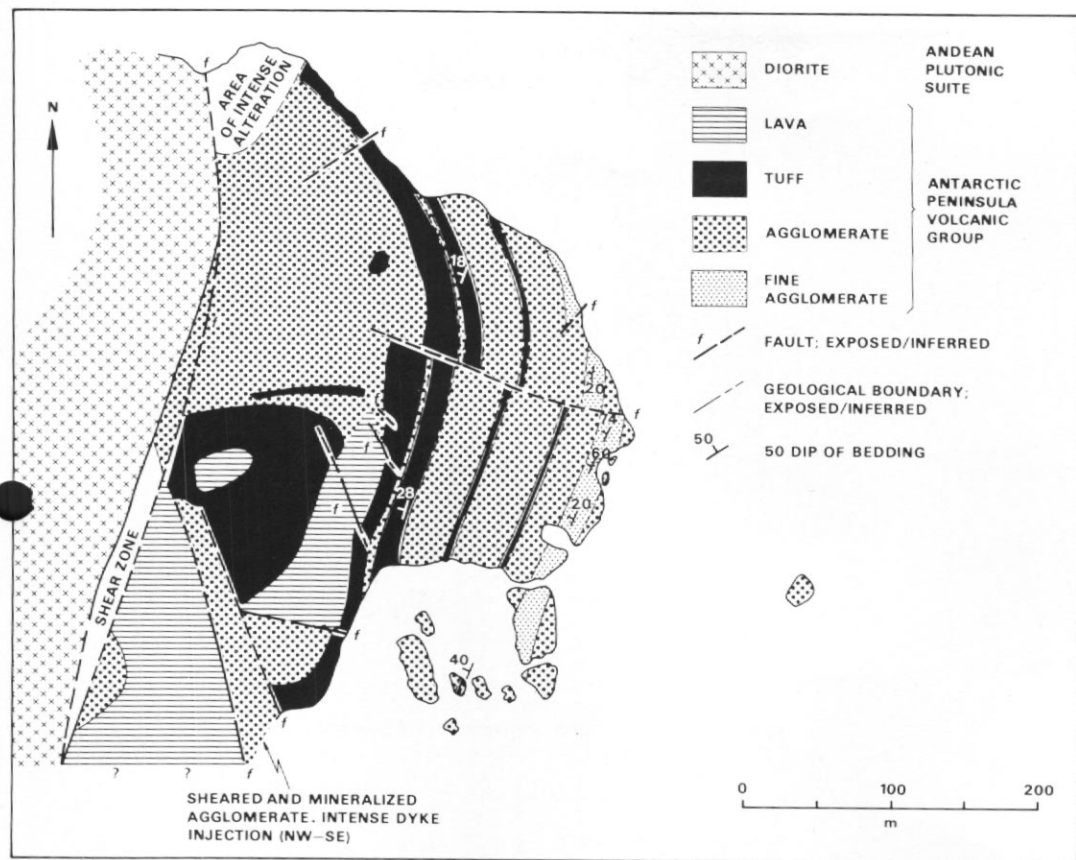 N
AREA
OF INTENSE
ALTERATION
f
f
18
f
20
f
74
60
20
f
f
28
f
f
40
SHEAR ZONE
f
? ? f
SHEARED AND MINERALIZED
AGGLOMERATE. INTENSE DYKE
INJECTION (NW–SE)
DIORITE
ANDEAN
PLUTONIC
SUITE
LAVA
TUFF
AGGLOMERATE
FINE
AGGLOMERATE
ANTARCTIC
PENINSULA
VOLCANIC
GROUP
f FAULT; EXPOSED/INFERRED
GEOLOGICAL BOUNDARY;
EXPOSED/INFERRED
50 50 DIP OF BEDDING
0 100 200
m